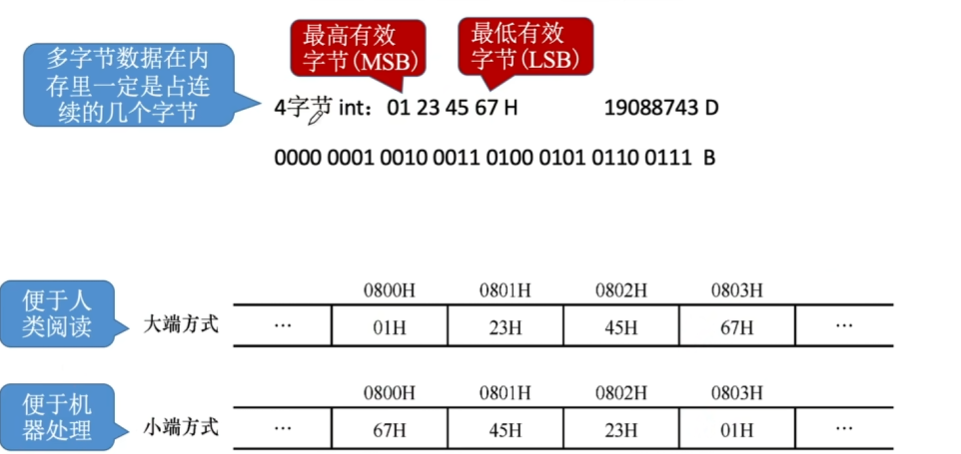 最高有效
字节(MSB)
最低有效
字节(LSB)
多字节数据在内
存里一定是占连
续的几个字节
4字节 int：01 23 45 67 H 19088743 D
0000 0001 0010 0011 0100 0101 0110 0111 B
便于人
类阅读
大端方式
0800H 0801H 0802H 0803H
… 01H 23H 45H 67H …
便于机
器处理
小端方式
0800H 0801H 0802H 0803H
… 67H 45H 23H 01H …